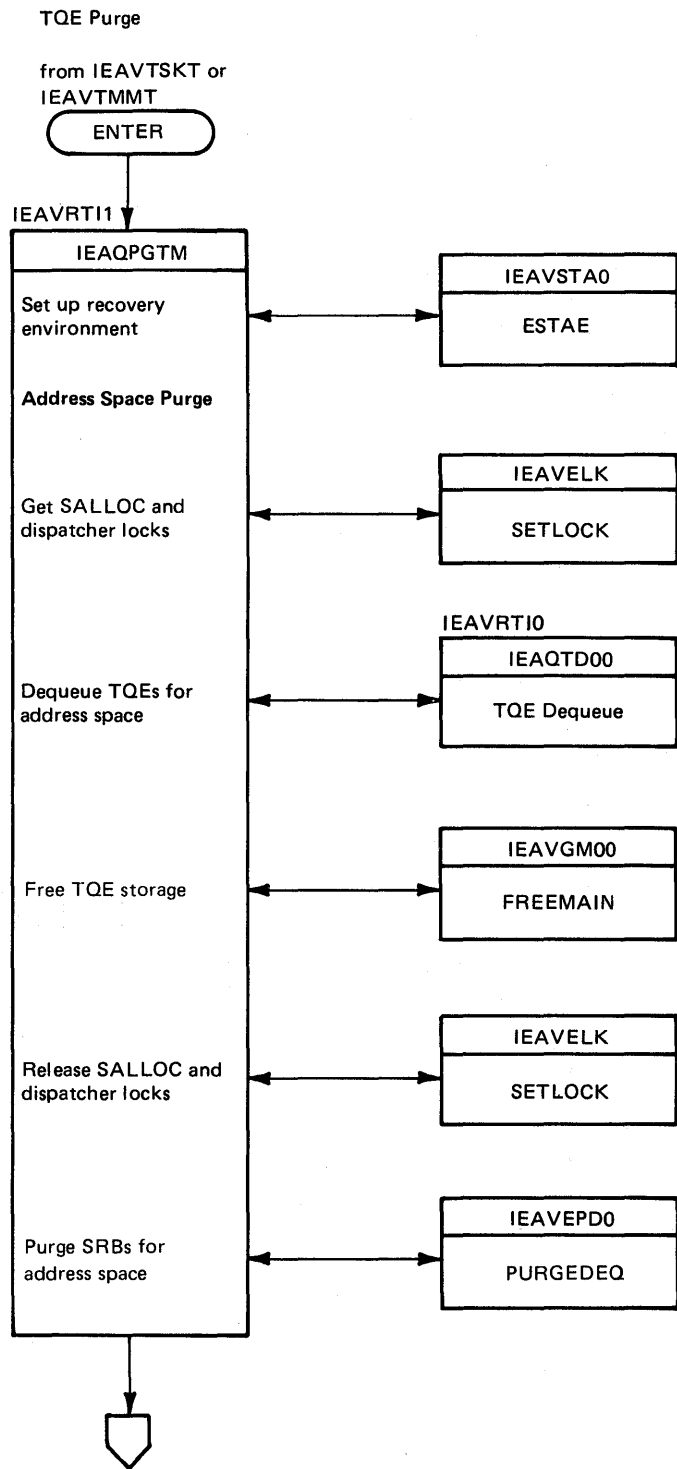 TQE Purge
from IEAVTSKT or
IEAVTMMT
ENTER
IEAVRTI1
IEAQPGTM
Set up recovery
environment
IEAVSTA0
ESTAE
Address Space Purge
Get SALLOC and
dispatcher locks
IEAVELK
SETLOCK
IEAVRTI0
Dequeue TQEs for
address space
IEAQTD00
TQE Dequeue
Free TQE storage
IEAVGM00
FREEMAIN
Release SALLOC and
dispatcher locks
IEAVELK
SETLOCK
Purge SRBs for
address space
IEAVEPD0
PURGEDEQ